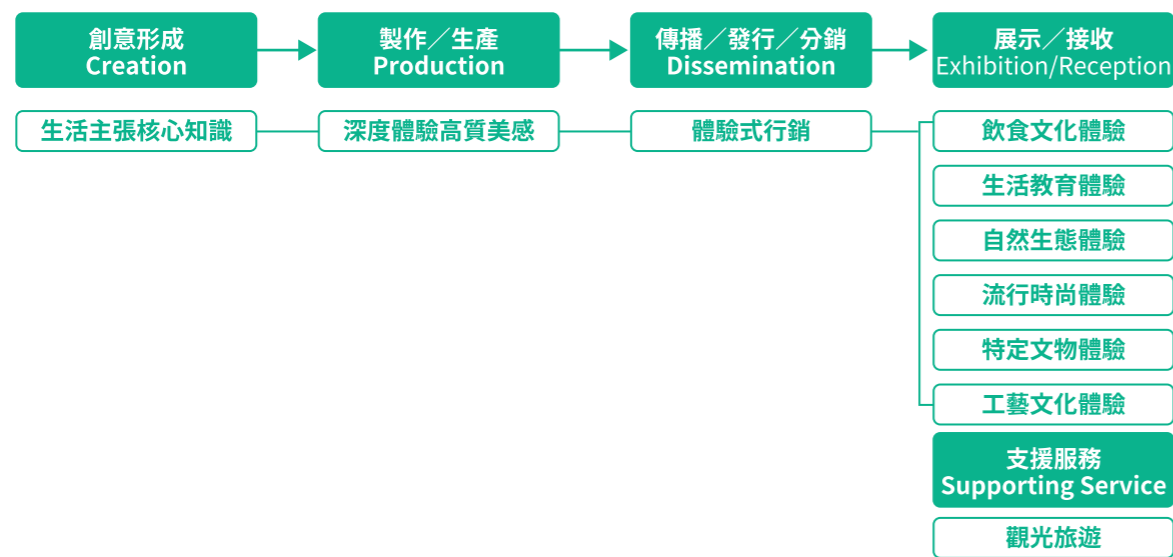 創意形成
Creation
製作／生產
Production
傳播／發行／分銷
Dissemination
展示／接收
Exhibition/Reception
生活主張核心知識
深度體驗高質美感
體驗式行銷
飲食文化體驗
生活教育體驗
自然生態體驗
流行時尚體驗
特定文物體驗
工藝文化體驗
支援服務
Supporting Service
觀光旅遊